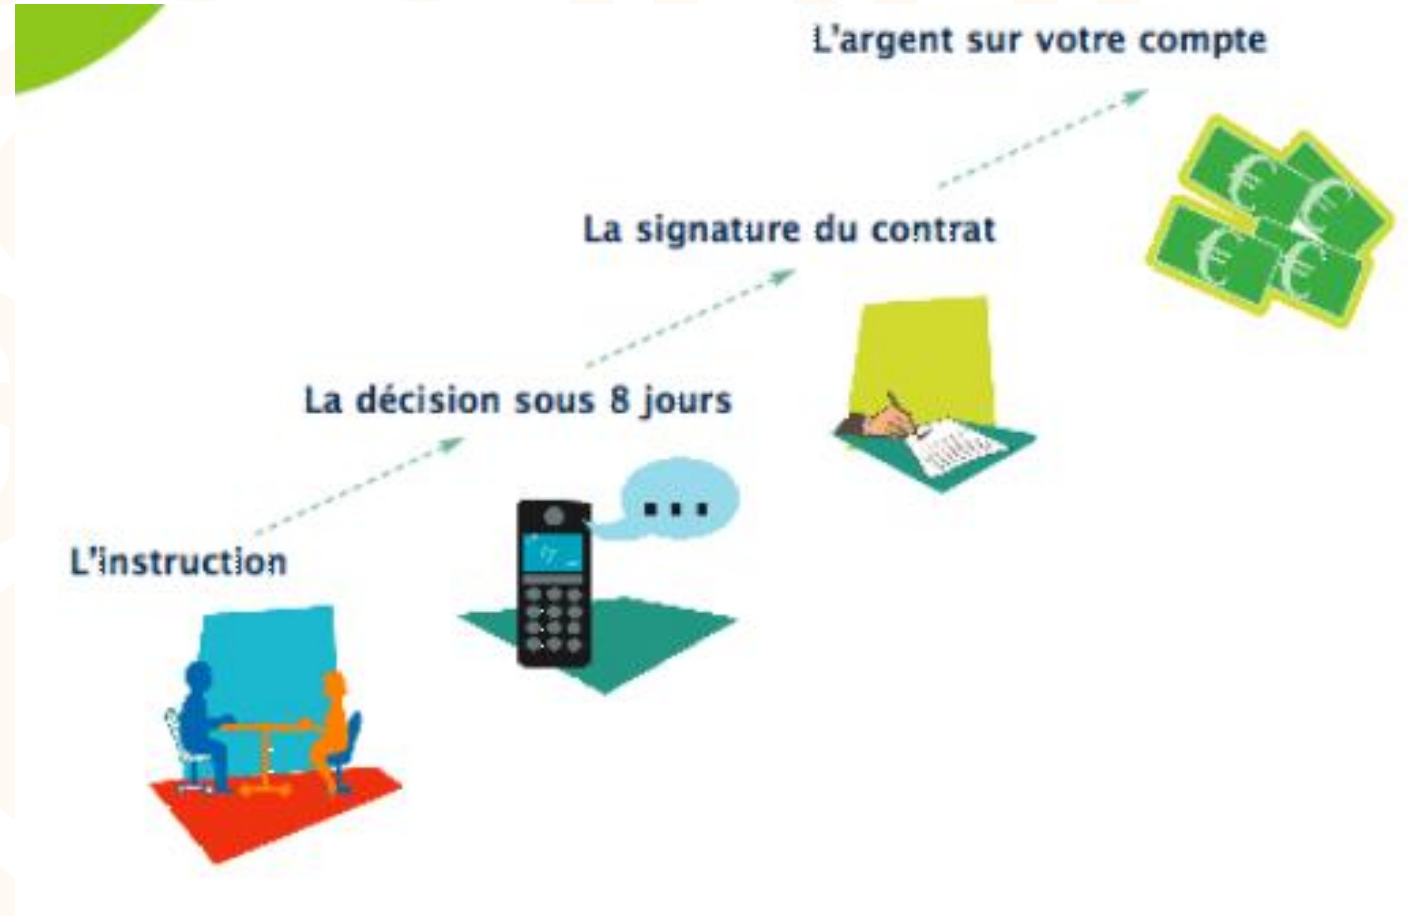 L'argent sur votre compte
La signature du contrat
La décision sous 8 jours
L'instruction